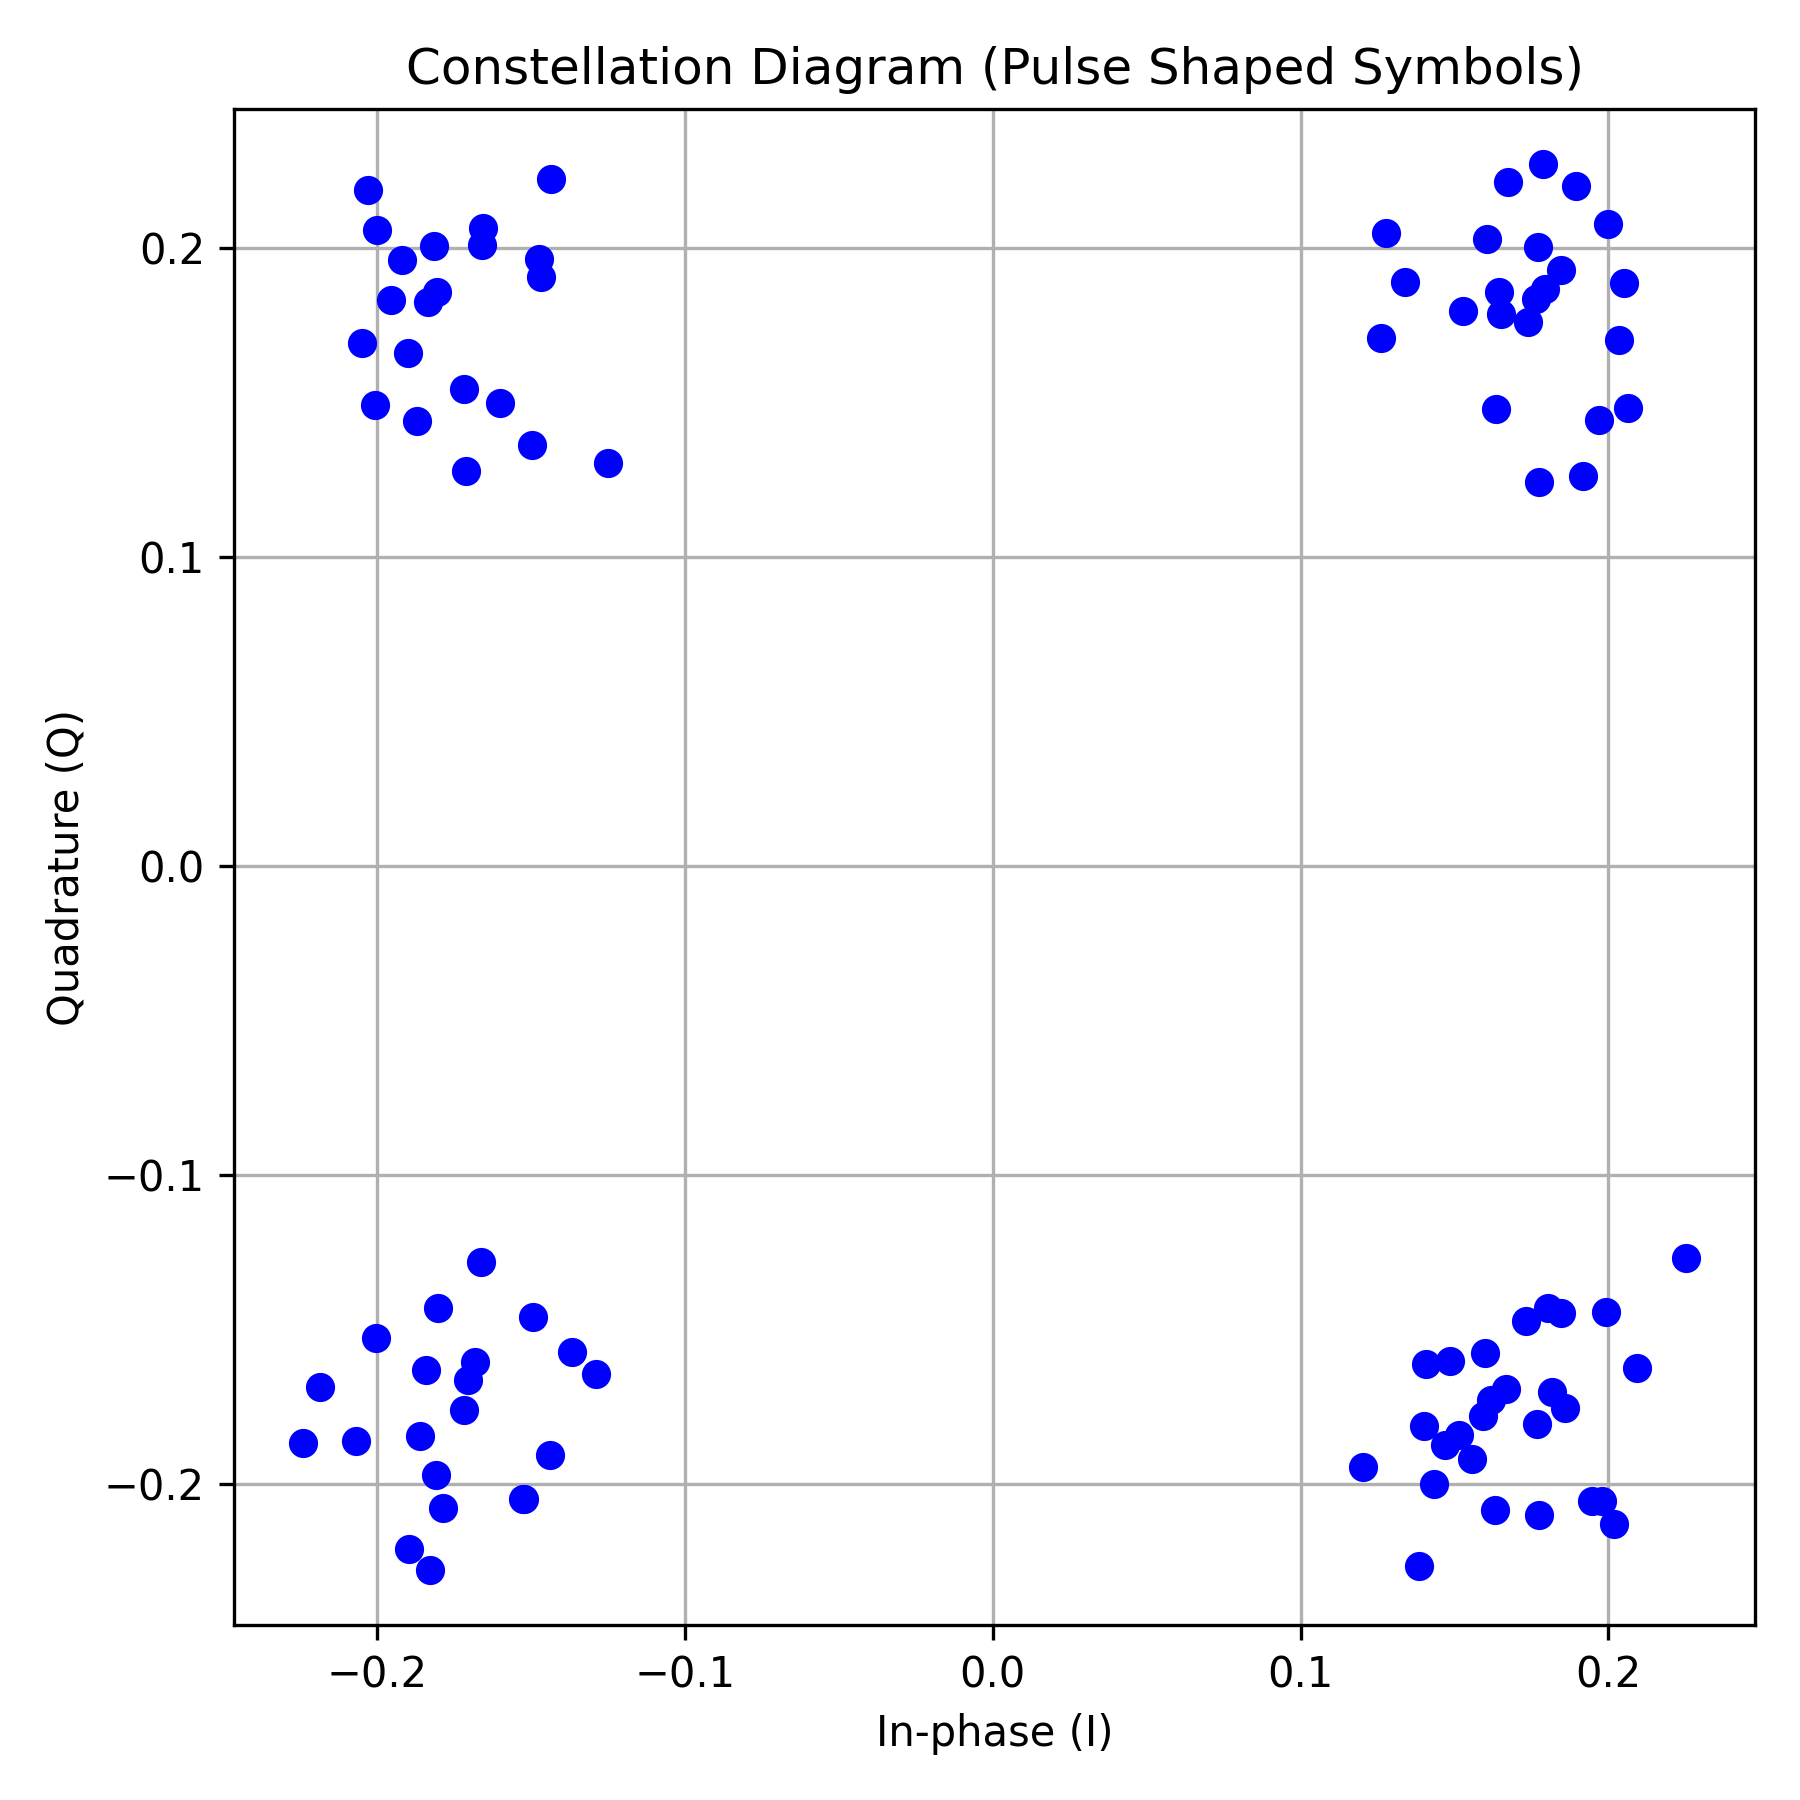 Constellation Diagram (Pulse Shaped Symbols)
0.2
0.1
0.0
−0.1
−0.2
Quadrature (Q)
−0.2 −0.1 0.0 0.1 0.2
In-phase (I)